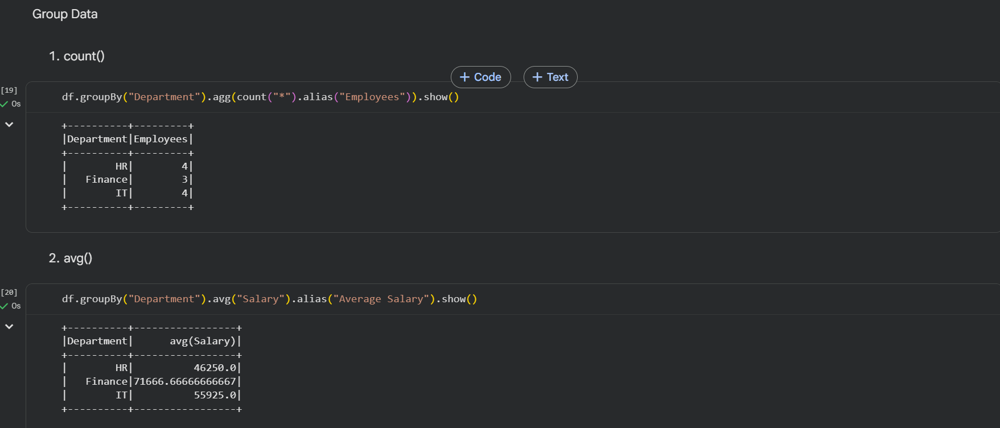 Group Data
1. count()
+ Code + Text
[19]
0s
df.groupBy("Department").agg(count("*").alias("Employees")).show()
+----------+---------+
|Department|Employees|
+----------+---------+
|        HR|        4|
|   Finance|        3|
|        IT|        4|
+----------+---------+
2. avg()
[20]
0s
df.groupBy("Department").avg("Salary").alias("Average Salary").show()
+----------+-----------------+
|Department|      avg(Salary)|
+----------+-----------------+
|        HR|          46250.0|
|   Finance|71666.66666666667|
|        IT|          55925.0|
+----------+-----------------+